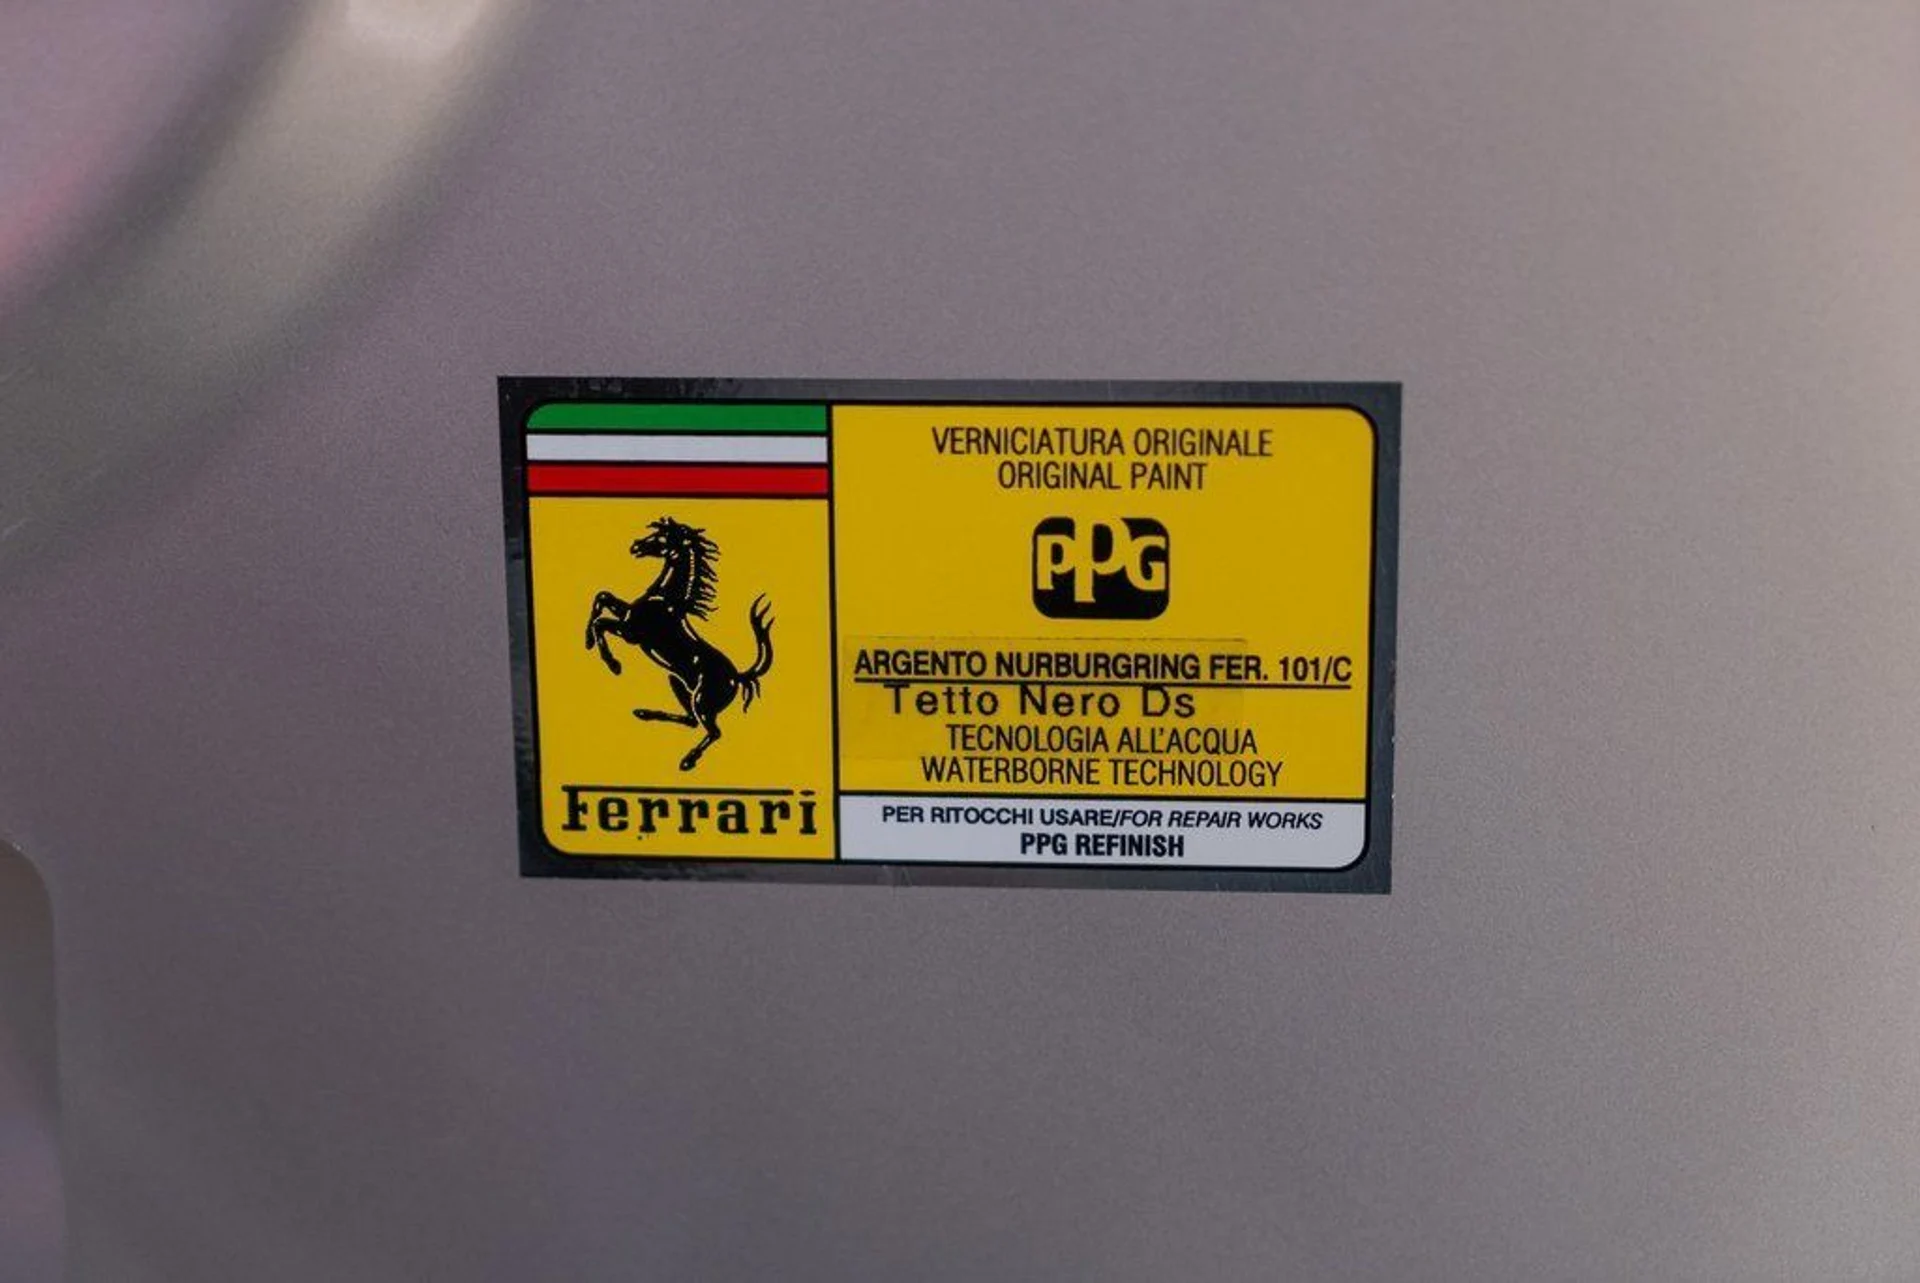 Ferrari
VERNICIATURA ORIGINALE
ORIGINAL PAINT
PPG
ARGENTO NURBURGRING FER. 101/C
Tetto Nero Ds
TECNOLOGIA ALL'ACQUA
WATERBORNE TECHNOLOGY
PER RITOCCHI USARE/FOR REPAIR WORKS
PPG REFINISH